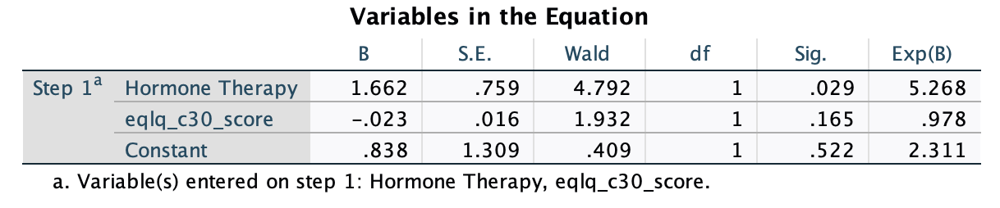 Variables in the Equation
B S.E. Wald df Sig. Exp(B)
Step 1a Hormone Therapy 1.662 .759 4.792 1 .029 5.268
eqlq_c30_score -.023 .016 1.932 1 .165 .978
Constant .838 1.309 .409 1 .522 2.311
a. Variable(s) entered on step 1: Hormone Therapy, eqlq_c30_score.